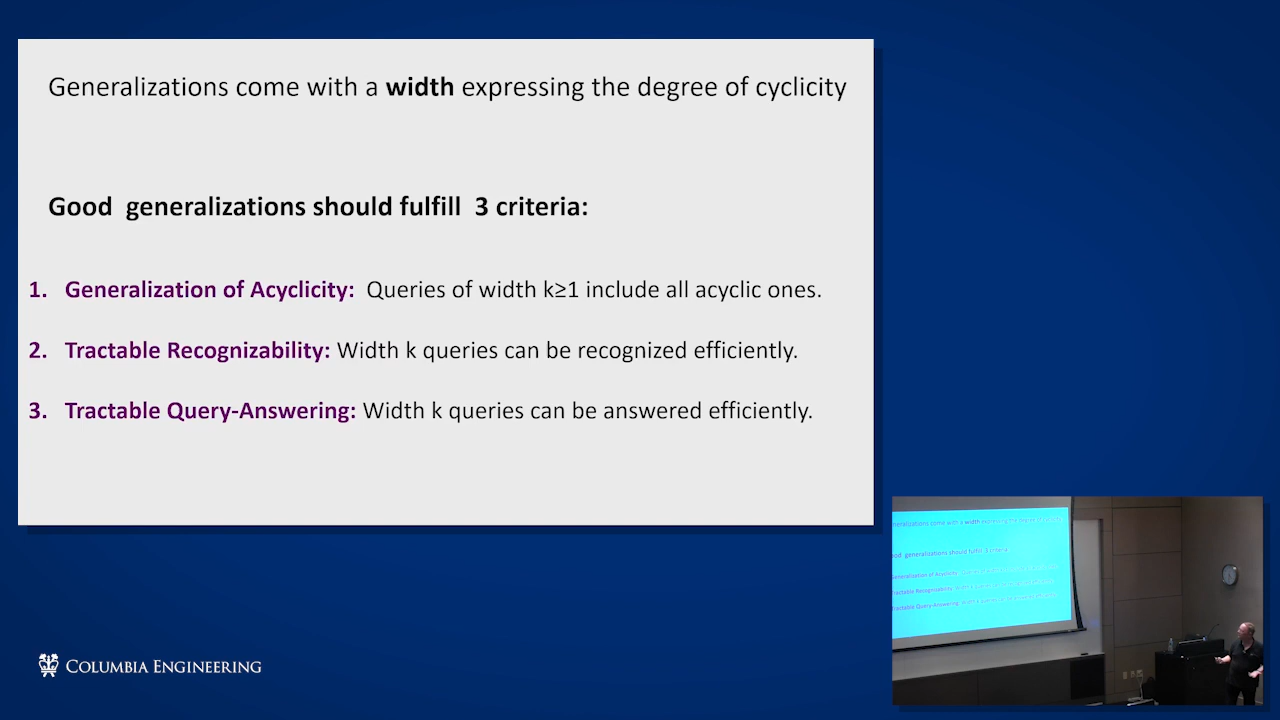 Generalizations come with a width expressing the degree of cyclicity
Good generalizations should fulfill 3 criteria:
1. Generalization of Acyclicity: Queries of width k≥1 include all acyclic ones.
2. Tractable Recognizability: Width k queries can be recognized efficiently.
3. Tractable Query-Answering: Width k queries can be answered efficiently.
COLUMBIA ENGINEERING